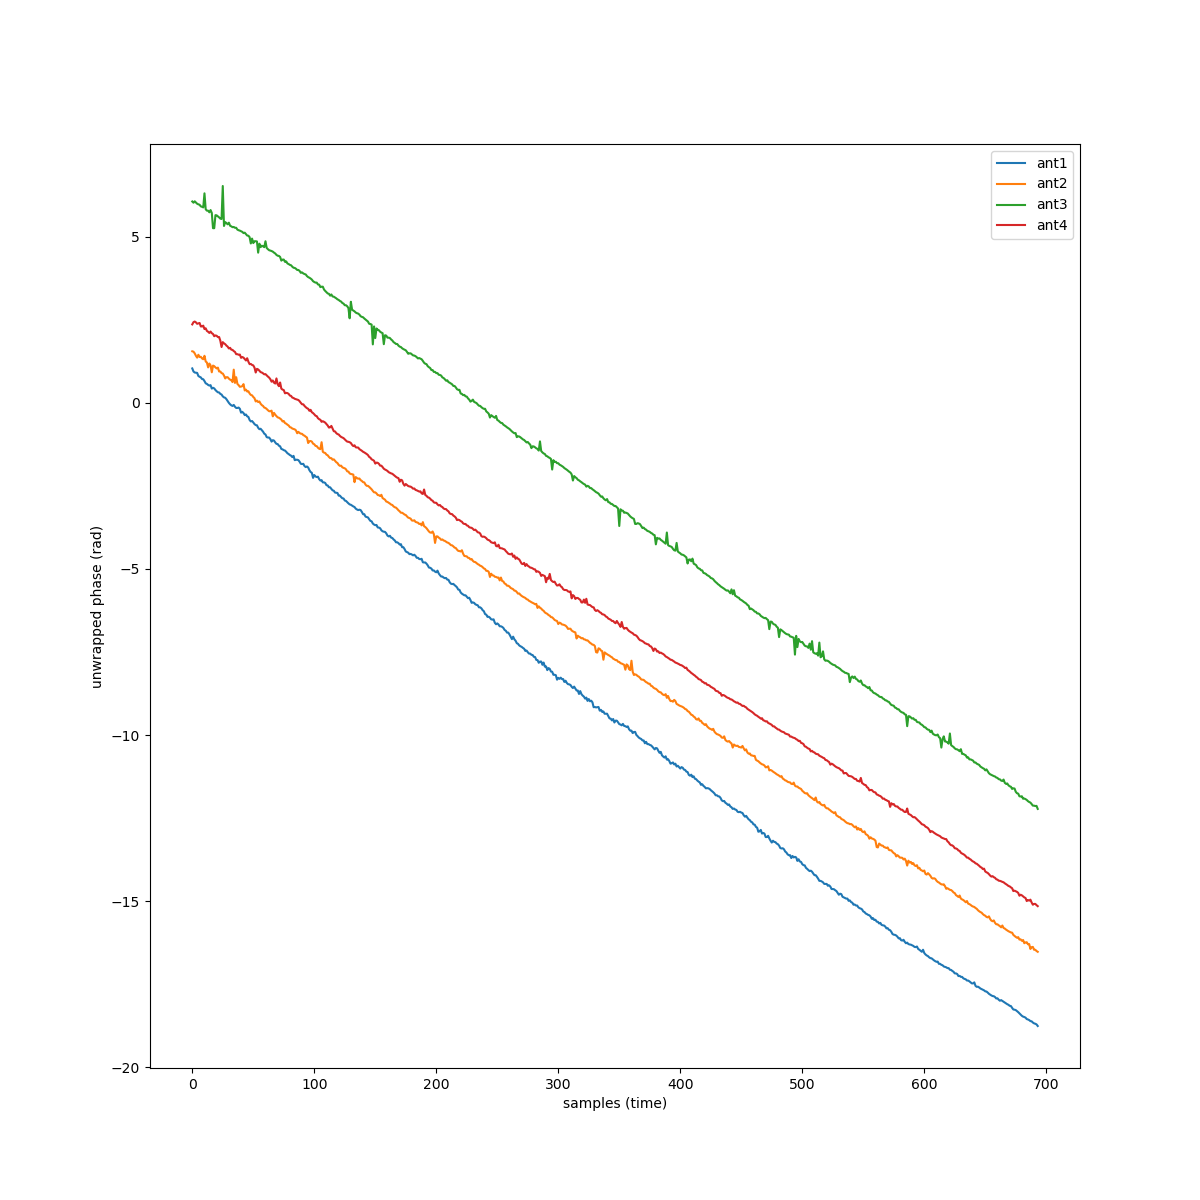 ant1
ant2
ant3
ant4
5
0
−5
−10
−15
−20
unwrapped phase (rad)
0 100 200 300 400 500 600 700
samples (time)